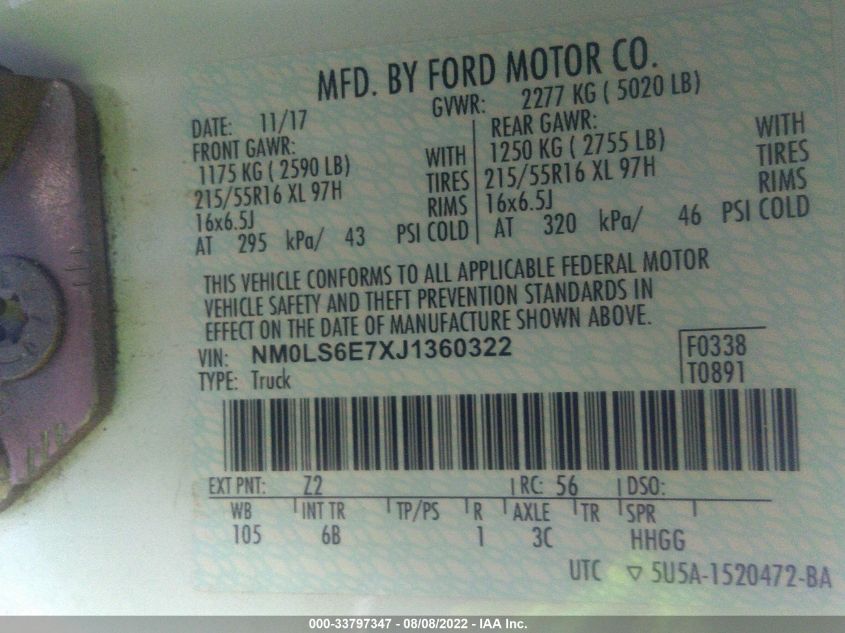 MFD. BY FORD MOTOR CO.
DATE: 11/17 GVWR: 2277 KG ( 5020 LB)
FRONT GAWR: REAR GAWR:
1175 KG ( 2590 LB) WITH 1250 KG ( 2755 LB) WITH
215/55R16 XL 97H TIRES 215/55R16 XL 97H TIRES
16x6.5J RIMS 16x6.5J RIMS
AT 295 kPa/ 43 PSI COLD AT 320 kPa/ 46 PSI COLD
THIS VEHICLE CONFORMS TO ALL APPLICABLE FEDERAL MOTOR
VEHICLE SAFETY AND THEFT PREVENTION STANDARDS IN
EFFECT ON THE DATE OF MANUFACTURE SHOWN ABOVE.
VIN: NM0LS6E7XJ1360322 F0338
TYPE: Truck T0891
EXT PNT: Z2 RC: 56 DSO:
WB INT TR TP/PS R AXLE TR SPR
105 6B 1 3C HHGG
UTC ▽ 5U5A-1520472-BA
000-33797347 - 08/08/2022 - IAA Inc.